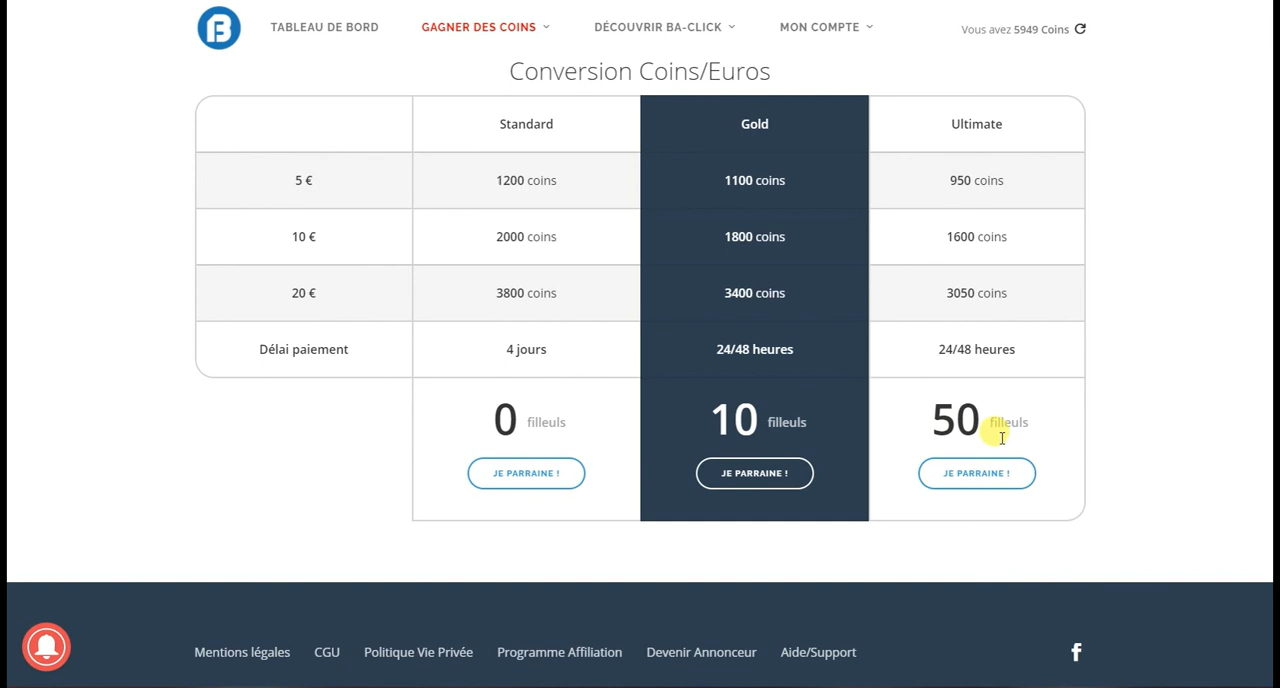 TABLEAU DE BORD GAGNER DES COINS DÉCOUVRIR BA-CLICK MON COMPTE Vous avez 5949 Coins
Conversion Coins/Euros
Standard Gold Ultimate
5 € 1200 coins 1100 coins 950 coins
10 € 2000 coins 1800 coins 1600 coins
20 € 3800 coins 3400 coins 3050 coins
Délai paiement 4 jours 24/48 heures 24/48 heures
0 filleuls 10 filleuls 50 filleuls
JE PARRAINE ! JE PARRAINE ! JE PARRAINE !
Mentions légales CGU Politique Vie Privée Programme Affiliation Devenir Annonceur Aide/Support